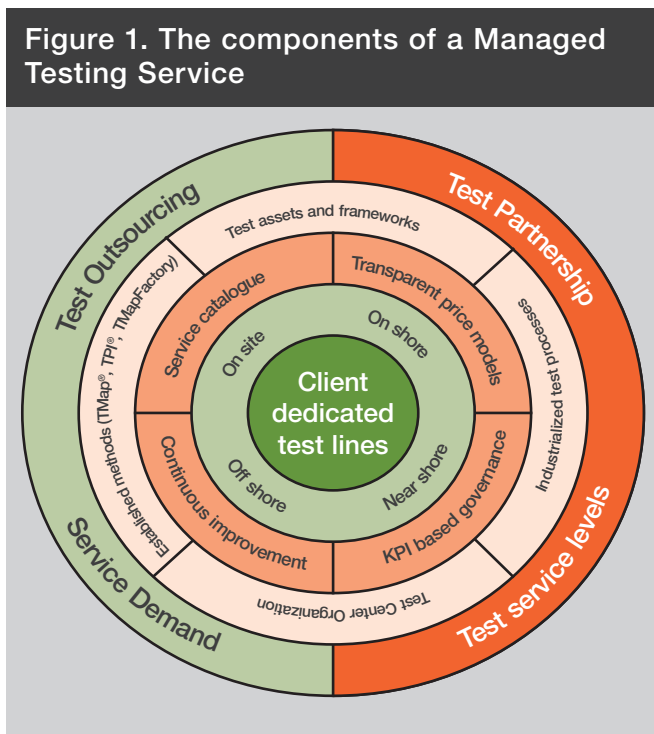 Figure 1. The components of a Managed
Testing Service
Test Outsourcing
Test Partnership
Test assets and frameworks
Service catalogue
Transparent price models
Established methods (TMap®, TPI®, TMapFactory)
Industrialized test processes
On site
On shore
Client
dedicated
test lines
Off shore
Near shore
Continuous improvement
KPI based governance
Test Center Organization
Service Demand
Test service levels